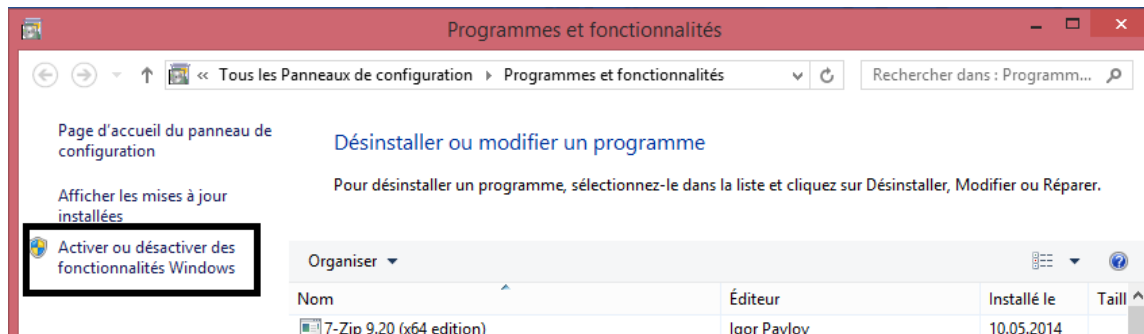 Programmes et fonctionnalités
« Tous les Panneaux de configuration Programmes et fonctionnalités
Rechercher dans : Programm...
Page d'accueil du panneau de
configuration
Afficher les mises à jour
installées
Activer ou désactiver des
fonctionnalités Windows
Désinstaller ou modifier un programme
Pour désinstaller un programme, sélectionnez-le dans la liste et cliquez sur Désinstaller, Modifier ou Réparer.
Organiser
Nom Éditeur Installé le Taill
7-Zip 9.20 (x64 edition) Igor Pavlov 10.05.2014